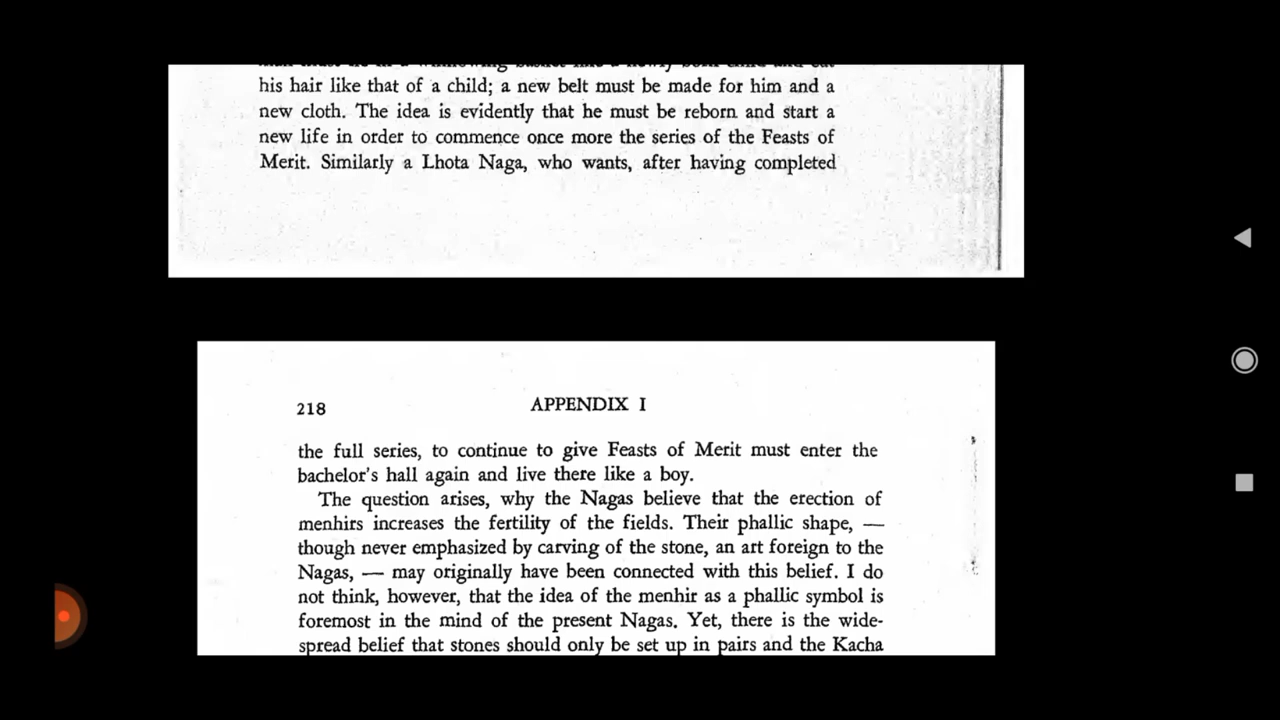 his hair like that of a child; a new belt must be made for him and a
new cloth. The idea is evidently that he must be reborn and start a
new life in order to commence once more the series of the Feasts of
Merit. Similarly a Lhota Naga, who wants, after having completed
218 APPENDIX I
the full series, to continue to give Feasts of Merit must enter the
bachelor's hall again and live there like a boy.
The question arises, why the Nagas believe that the erection of
menhirs increases the fertility of the fields. Their phallic shape, —
though never emphasized by carving of the stone, an art foreign to the
Nagas, — may originally have been connected with this belief. I do
not think, however, that the idea of the menhir as a phallic symbol is
foremost in the mind of the present Nagas. Yet, there is the wide-
spread belief that stones should only be set up in pairs and the Kacha